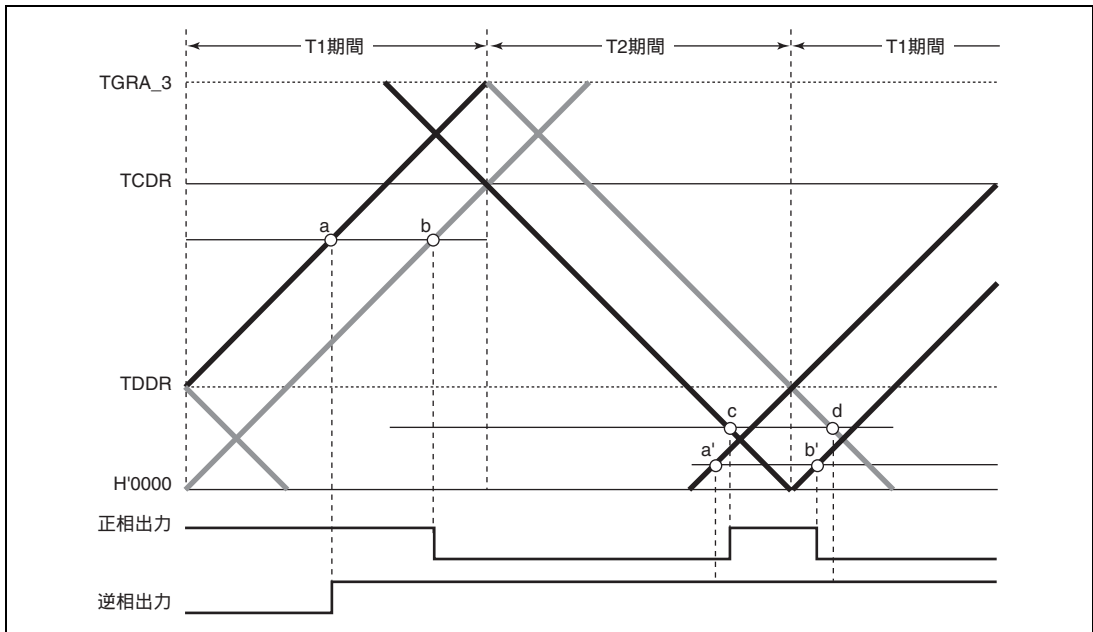 T1期間 T2期間 T1期間
TGRA_3
TCDR
a b
TDDR
c d
a' b'
H'0000
正相出力
逆相出力